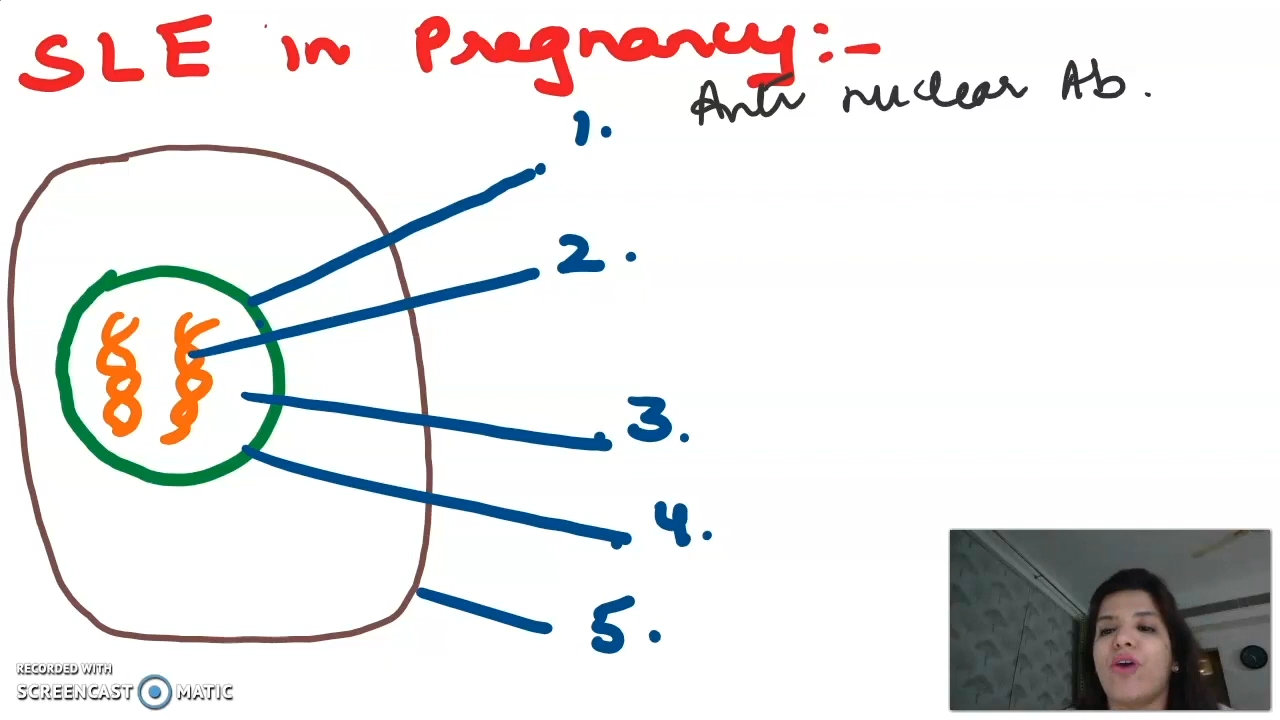 SLE in Pregnancy:-
Anti nuclear Ab.
1.
2.
3.
4.
5.
RECORDED WITH
SCREENCAST MATIC